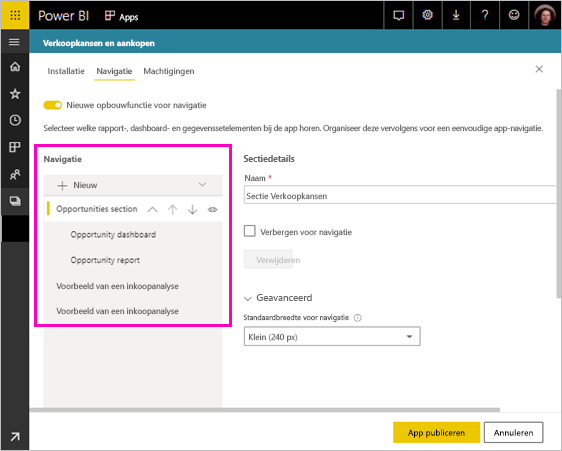 Power BI Apps
Verkoopkansen en aankopen
Installatie Navigatie Machtigingen
Nieuwe opbouwfunctie voor navigatie
Selecteer welke rapport-, dashboard- en gegevenssetelementen bij de app horen. Organiseer deze vervolgens voor een eenvoudige app-navigatie.
Navigatie
Nieuw
Opportunities section
Opportunity dashboard
Opportunity report
Voorbeeld van een inkoopanalyse
Voorbeeld van een inkoopanalyse
Sectiedetails
Naam *
Sectie Verkoopkansen
Verbergen voor navigatie
Verwijderen
Geavanceerd
Standaardbreedte voor navigatie
Klein (240 px)
App publiceren Annuleren